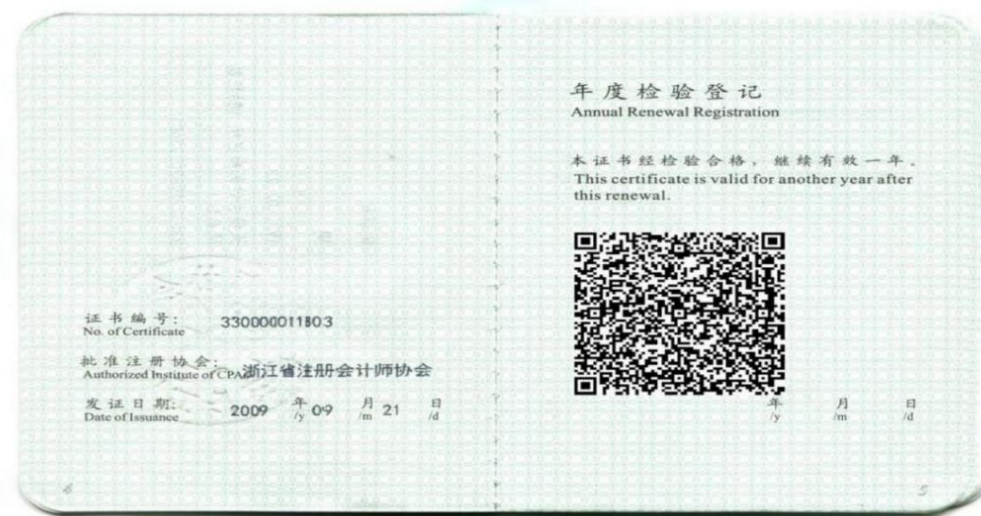 证书编号: 330000011803
No. of Certificate
批准注册协会: 浙江省注册会计师协会
Authorized Institute of CPAs
发证日期: 2009 年 09 月 21 日
Date of Issuance /y /m /d
6
年度检验登记
Annual Renewal Registration
本证书经检验合格，继续有效一年。
This certificate is valid for another year after
this renewal.
年 月 日
/y /m /d
5